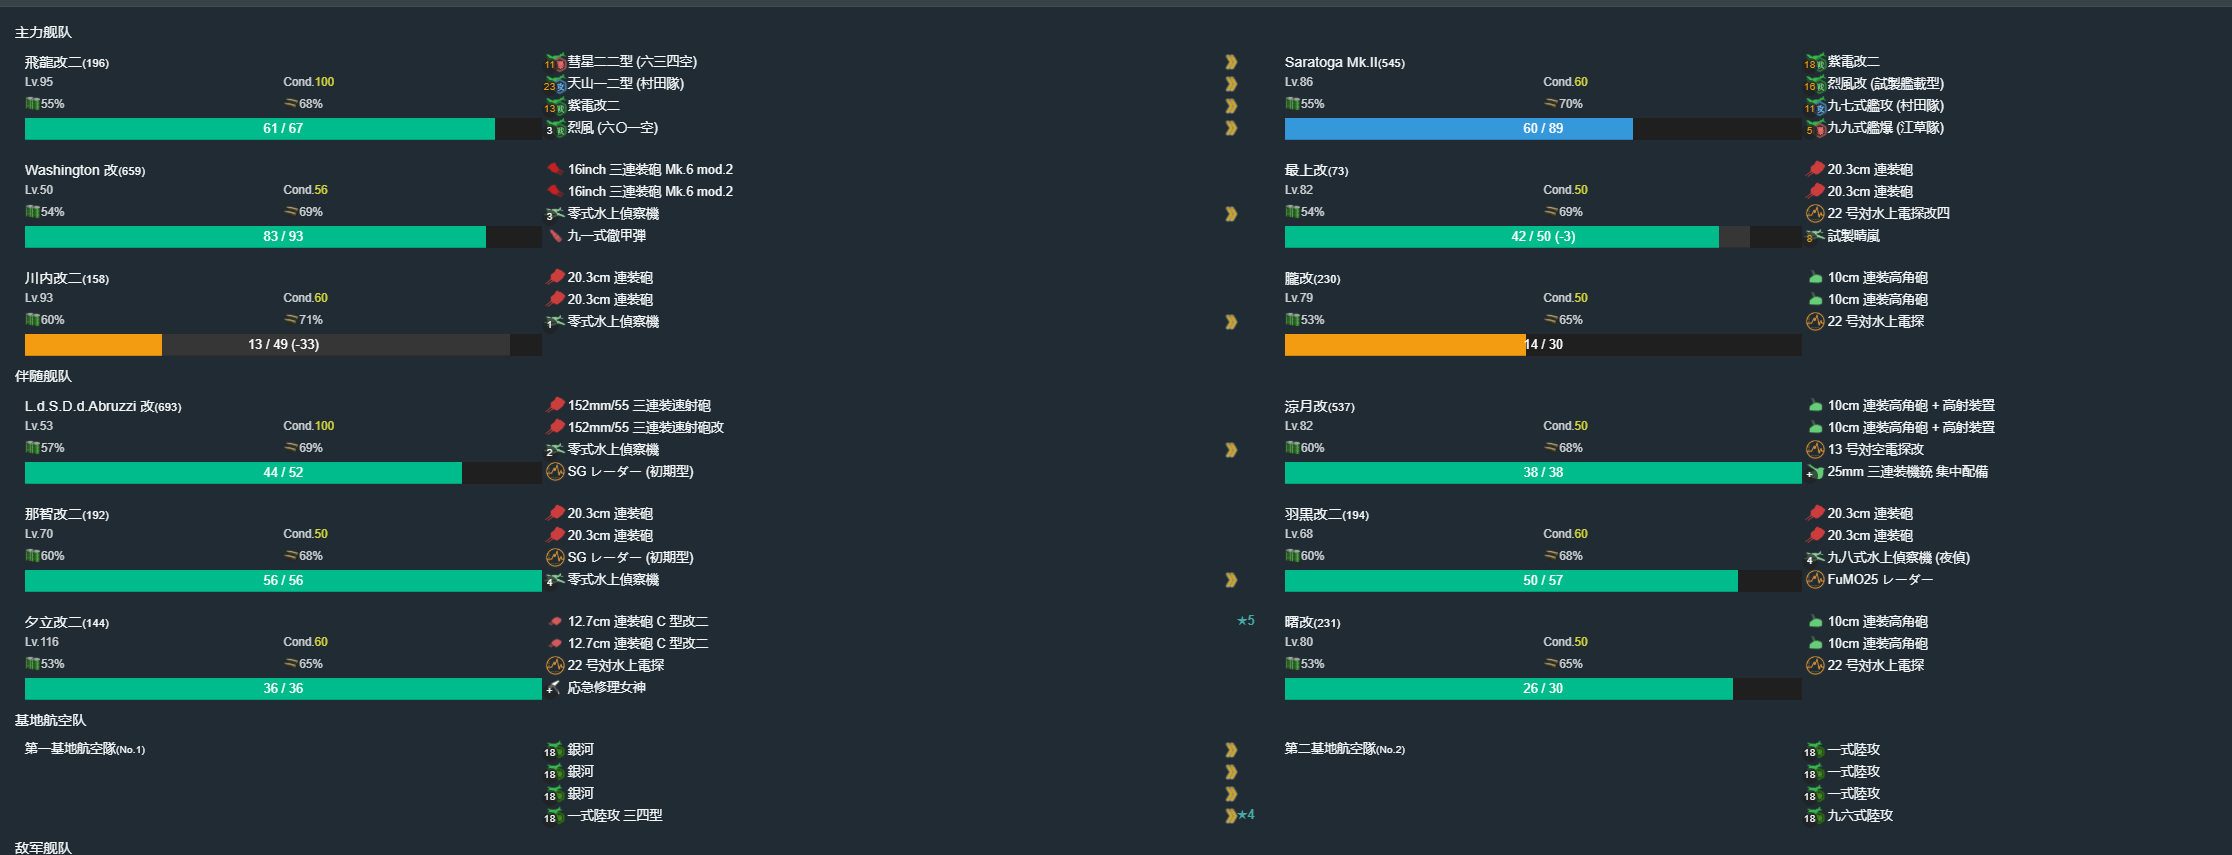 主力舰队
飛龍改二(196)
Lv.95 Cond.100
55% 68%
61 / 67
11 彗星二二型 (六三四空)
23 天山一二型 (村田隊)
13 紫電改二
3 烈風 (六〇一空)
Saratoga Mk.II(545)
Lv.86 Cond.60
55% 70%
60 / 89
18 紫電改二
16 烈風改 (試製艦載型)
11 九七式艦攻 (村田隊)
5 九九式艦爆 (江草隊)
Washington 改(659)
Lv.50 Cond.56
54% 69%
83 / 93
16inch 三連装砲 Mk.6 mod.2
16inch 三連装砲 Mk.6 mod.2
3 零式水上偵察機
九一式徹甲弾
最上改(73)
Lv.82 Cond.50
54% 69%
42 / 50 (-3)
20.3cm 連装砲
20.3cm 連装砲
22 号対水上電探改四
8 試製晴嵐
川内改二(158)
Lv.93 Cond.60
60% 71%
13 / 49 (-33)
20.3cm 連装砲
20.3cm 連装砲
1 零式水上偵察機
朧改(230)
Lv.79 Cond.50
53% 65%
14 / 30
10cm 連装高角砲
10cm 連装高角砲
22 号対水上電探
伴随舰队
L.d.S.D.d.Abruzzi 改(693)
Lv.53 Cond.100
57% 69%
44 / 52
152mm/55 三連装速射砲
152mm/55 三連装速射砲改
2 零式水上偵察機
SG レーダー (初期型)
涼月改(537)
Lv.82 Cond.50
60% 68%
38 / 38
10cm 連装高角砲 + 高射装置
10cm 連装高角砲 + 高射装置
13 号対空電探改
+ 25mm 三連装機銃 集中配備
那智改二(192)
Lv.70 Cond.50
60% 68%
56 / 56
20.3cm 連装砲
20.3cm 連装砲
SG レーダー (初期型)
4 零式水上偵察機
羽黒改二(194)
Lv.68 Cond.60
60% 68%
50 / 57
20.3cm 連装砲
20.3cm 連装砲
4 九八式水上偵察機 (夜偵)
FuMO25 レーダー
夕立改二(144)
Lv.116 Cond.60
53% 65%
36 / 36
12.7cm 連装砲 C 型改二 ★5
12.7cm 連装砲 C 型改二
22 号対水上電探
+ 応急修理女神
曙改(231)
Lv.80 Cond.50
53% 65%
26 / 30
10cm 連装高角砲
10cm 連装高角砲
22 号対水上電探
基地航空队
第一基地航空隊(No.1)
18 銀河
18 銀河
18 銀河
18 一式陸攻 三四型 ★4
第二基地航空隊(No.2)
18 一式陸攻
18 一式陸攻
18 一式陸攻
18 九六式陸攻
敌军舰队